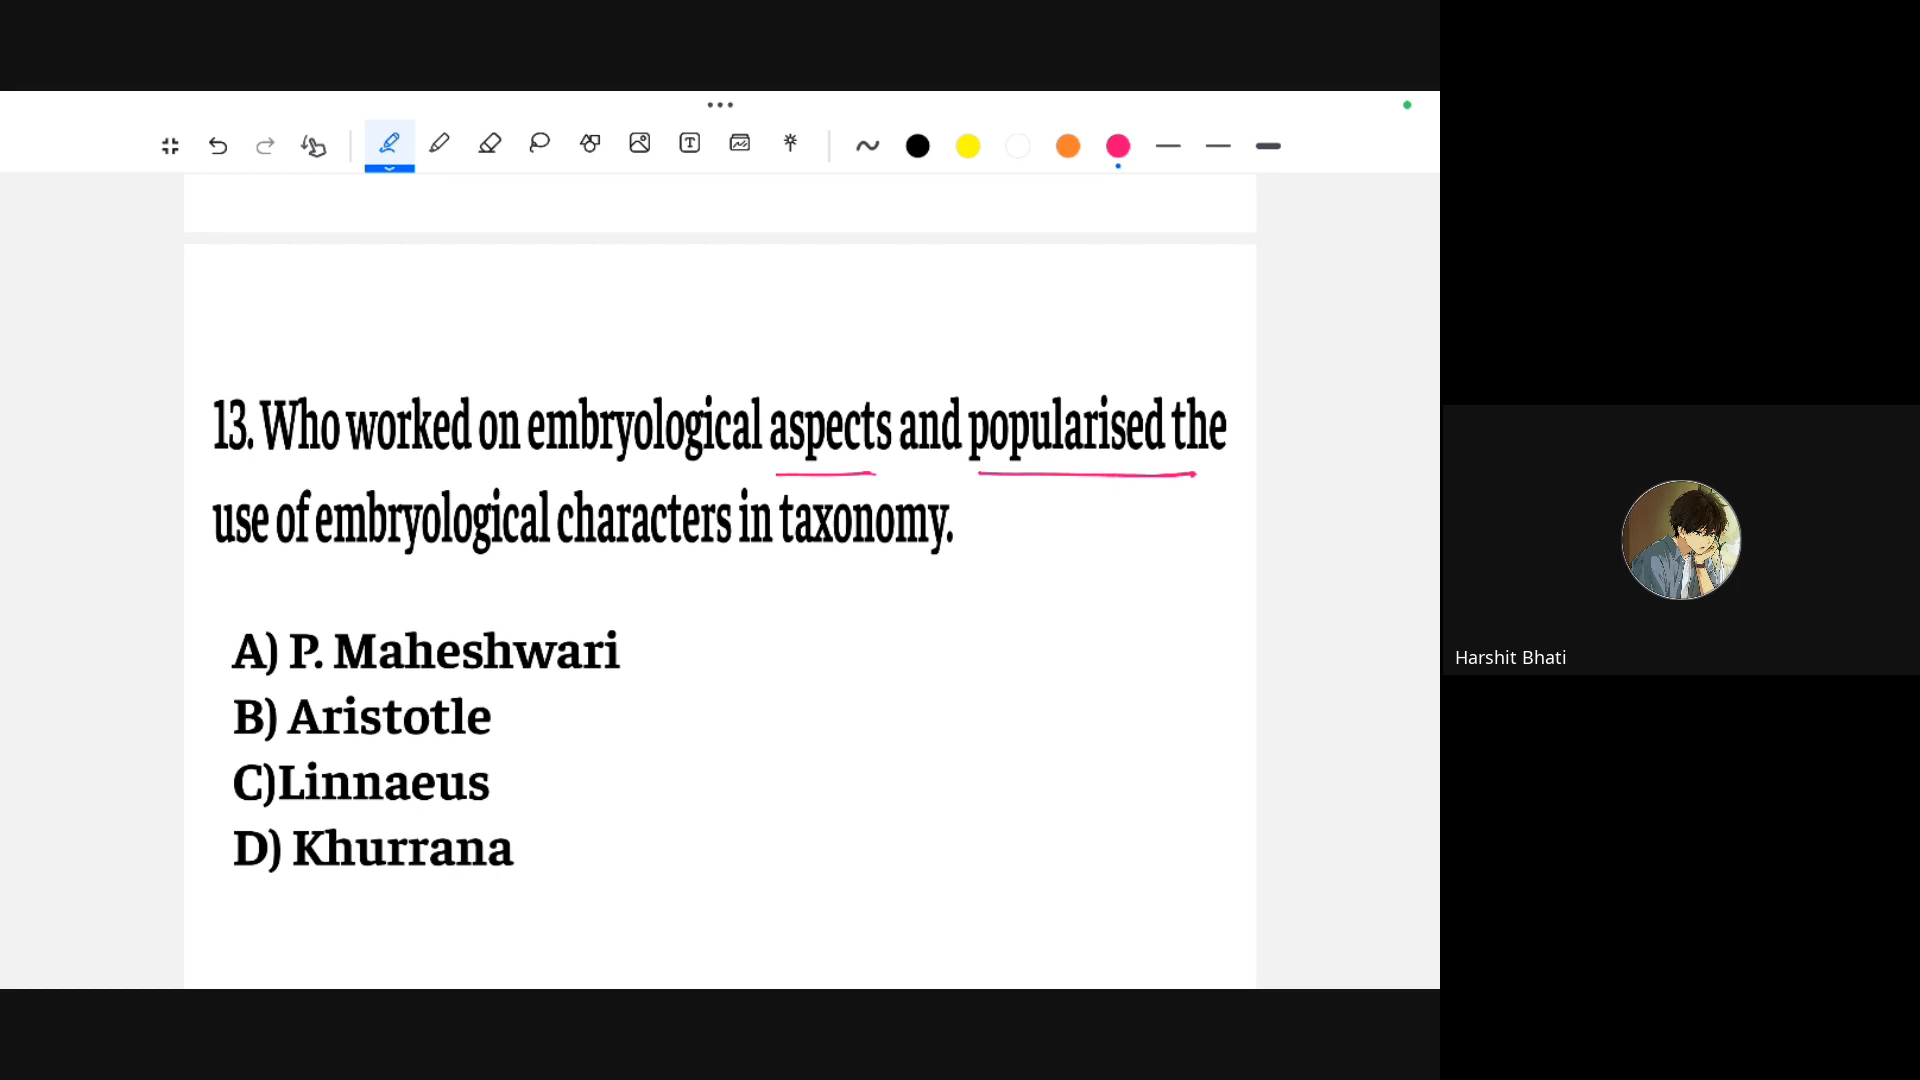 13. Who worked on embryological aspects and popularised the
use of embryological characters in taxonomy.
A) P. Maheshwari
B) Aristotle
C)Linnaeus
D) Khurrana
Harshit Bhati